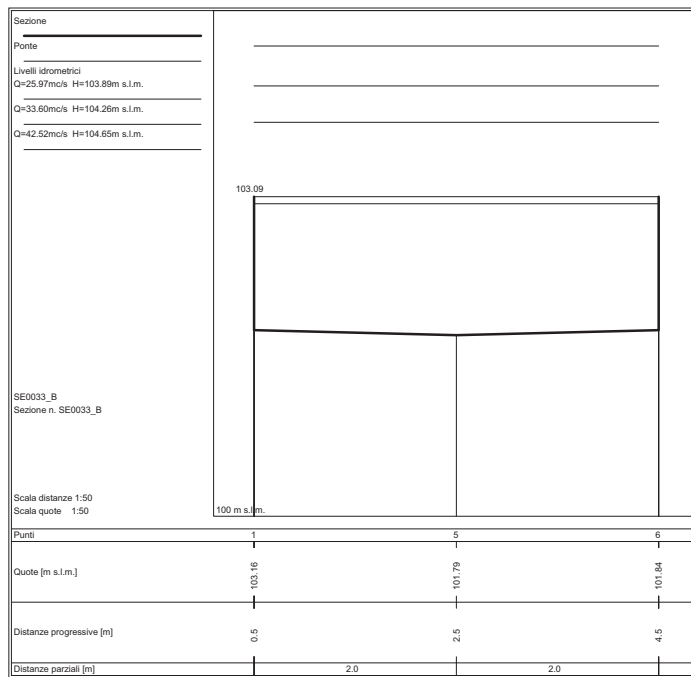 Sezione
Ponte
Livelli idrometrici
Q=25.97mc/s H=103.89m s.l.m.
Q=33.60mc/s H=104.26m s.l.m.
Q=42.52mc/s H=104.65m s.l.m.
103.09
SE0033_B
Sezione n. SE0033_B
Scala distanze 1:50
Scala quote 1:50
100 m s.l.m.
Punti 1 5 6
Quote [m s.l.m.] 103.16 101.79 101.84
Distanze progressive [m] 0.5 2.5 4.5
Distanze parziali [m] 2.0 2.0